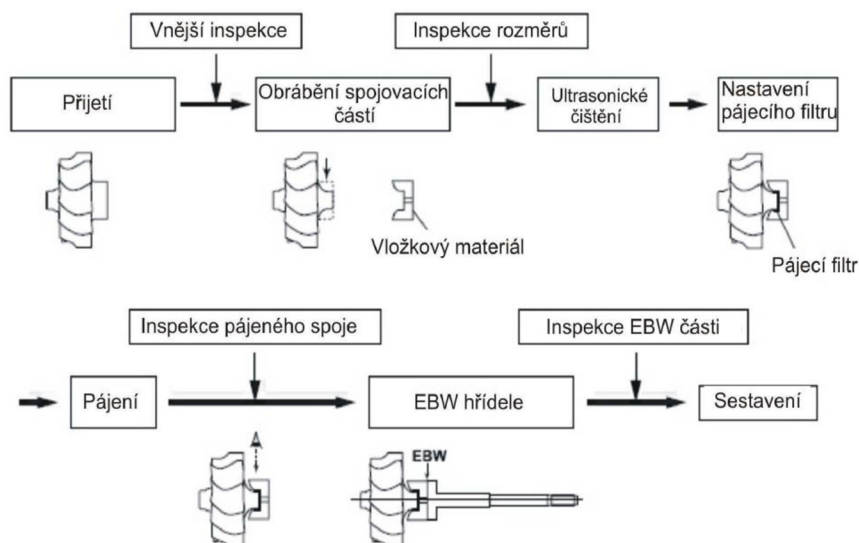 Vnější inspekce
Inspekce rozměrů
Přijetí
Obrábění spojovacích
částí
Ultrasonické
čištění
Nastavení
pájecího filtru
Vložkový materiál
Pájecí filtr
Inspekce pájeného spoje
Inspekce EBW části
Pájení
EBW hřídele
Sestavení
EBW